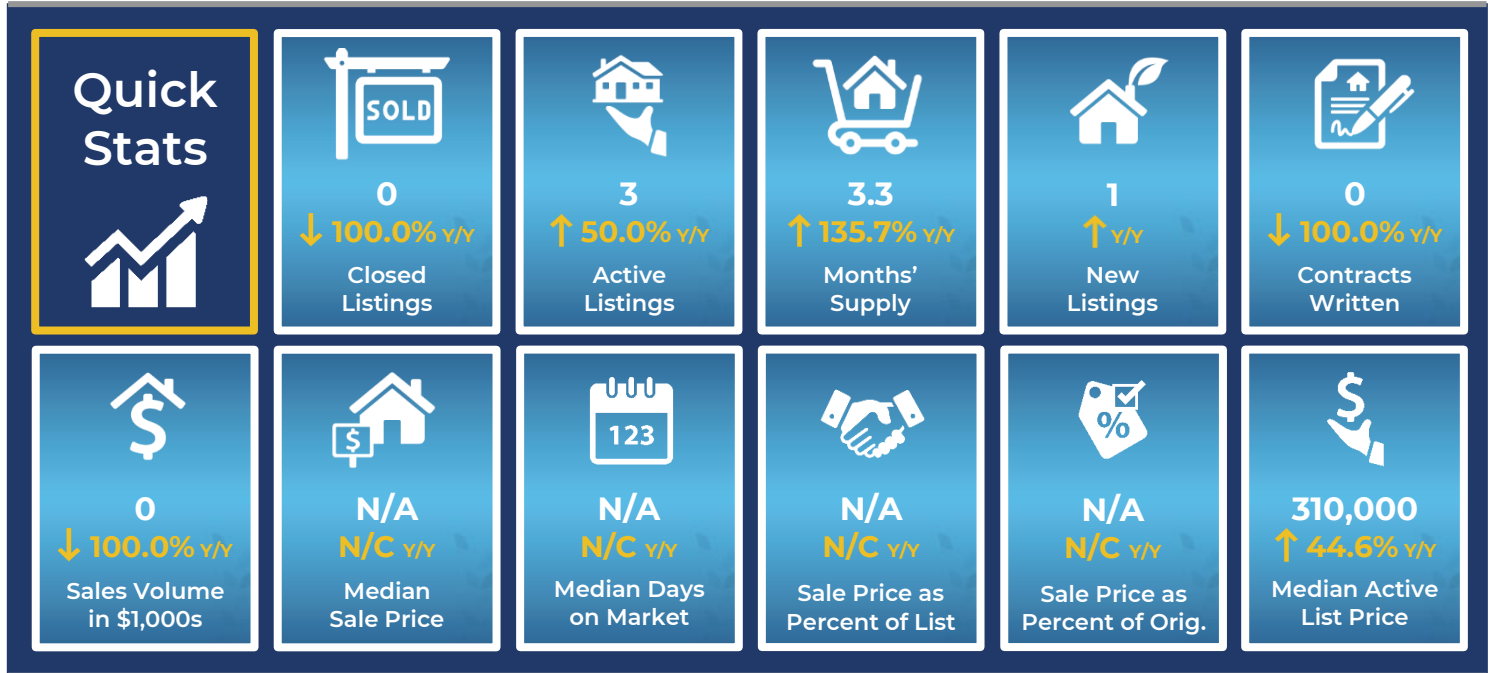 Quick
Stats
SOLD
0
↓ 100.0% Y/Y
Closed
Listings
3
↑ 50.0% Y/Y
Active
Listings
3.3
↑ 135.7% Y/Y
Months’
Supply
1
↑ Y/Y
New
Listings
0
↓ 100.0% Y/Y
Contracts
Written
$
0
↓ 100.0% Y/Y
Sales Volume
in $1,000s
$
N/A
N/C Y/Y
Median
Sale Price
123
N/A
N/C Y/Y
Median Days
on Market
N/A
N/C Y/Y
Sale Price as
Percent of List
%
N/A
N/C Y/Y
Sale Price as
Percent of Orig.
$
310,000
↑ 44.6% Y/Y
Median Active
List Price